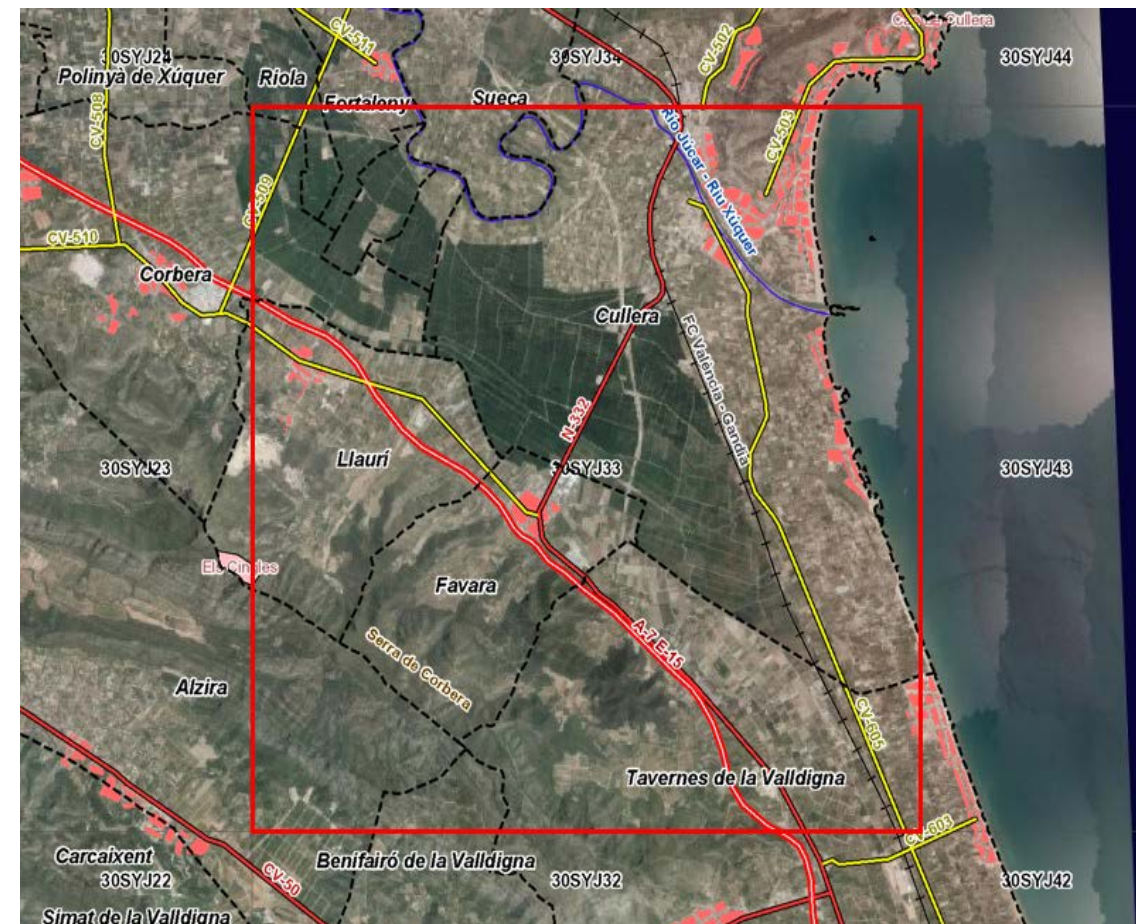 Cap de Cullera
CV-511
CV-502
30SYJ24
30SYJ34
30SYJ44
Polinyà de Xúquer
Riola
Fortaleny
Sueca
CV-508
CV-503
Río Júcar - Riu Xúquer
CV-509
CV-510
Corbera
Cullera
FC València - Gandia
N-332
Llaurí
30SYJ23
30SYJ33
30SYJ43
Els Cingles
Favara
Serra de Corbera
A-7 E-15
Alzira
CV-605
Tavernes de la Valldigna
CV-603
Carcaixent
Benifairó de la Valldigna
30SYJ22
CV-50
30SYJ32
30SYJ42
Simat de la Valldigna